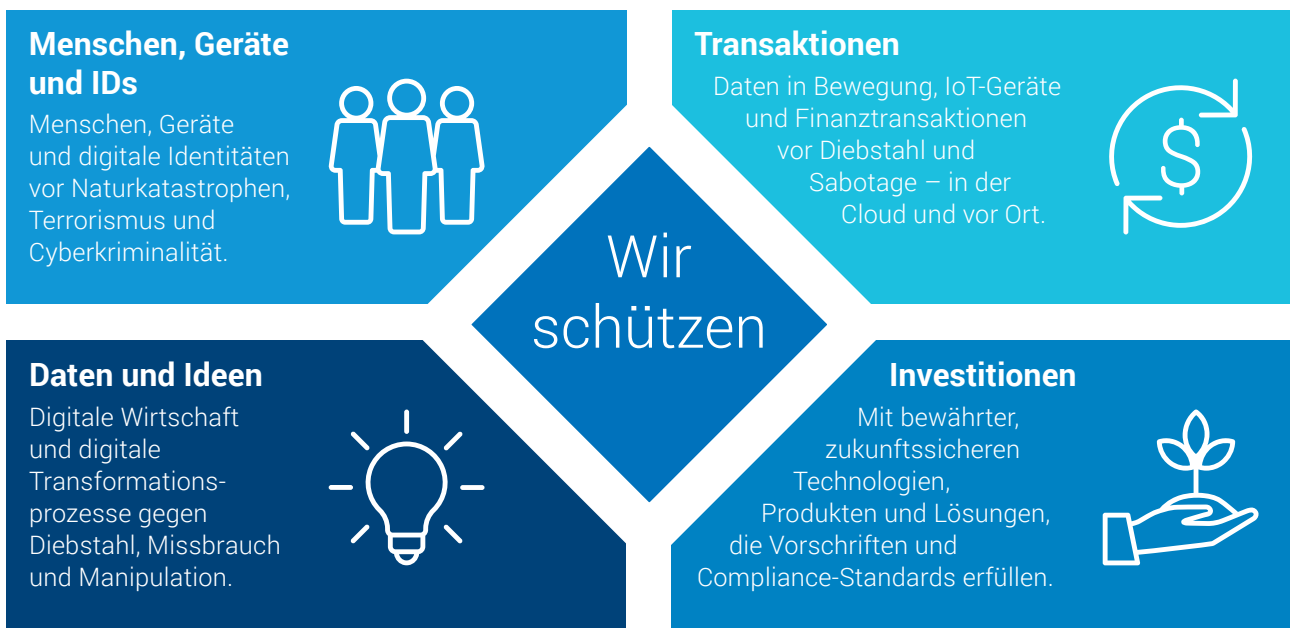 Menschen, Geräte
und IDs
Menschen, Geräte
und digitale Identitäten
vor Naturkatastrophen,
Terrorismus und
Cyberkriminalität.
Transaktionen
Daten in Bewegung, IoT-Geräte
und Finanztransaktionen
vor Diebstahl und
Sabotage – in der
Cloud und vor Ort.
$
Wir
schützen
Daten und Ideen
Digitale Wirtschaft
und digitale
Transformations-
prozesse gegen
Diebstahl, Missbrauch
und Manipulation.
Investitionen
Mit bewährter,
zukunftssicheren
Technologien,
Produkten und Lösungen,
die Vorschriften und
Compliance-Standards erfüllen.